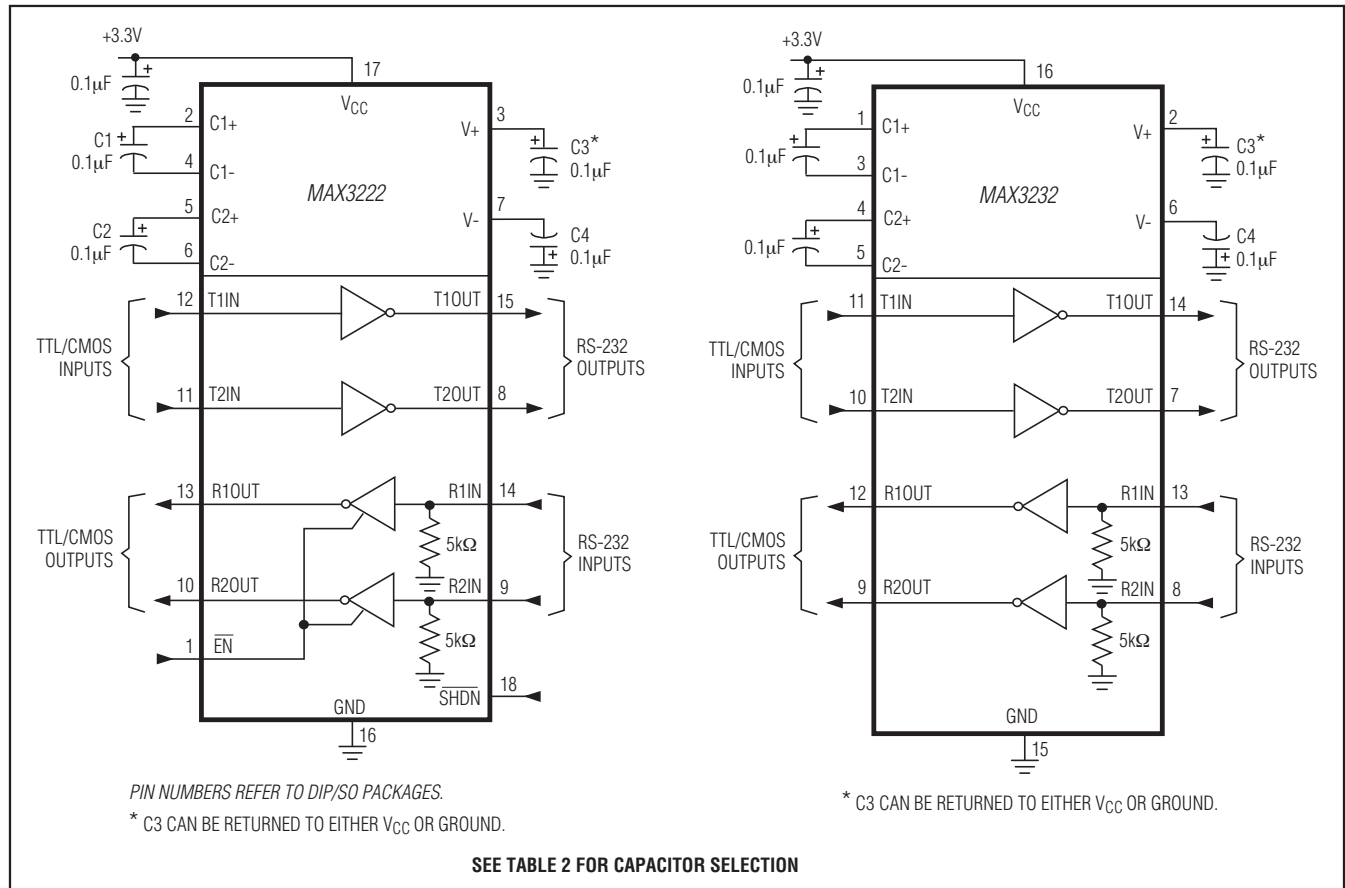 +3.3V
0.1µF
+
17
VCC
2
C1+
C1
+
0.1µF
4
C1-
5
C2+
C2
+
0.1µF
6
C2-
MAX3222
3
V+
+
C3*
0.1µF
7
V-
C4
+
0.1µF
12
T1IN
T1OUT
15
TTL/CMOS
INPUTS
RS-232
OUTPUTS
11
T2IN
T2OUT
8
13
R1OUT
R1IN
14
5kΩ
TTL/CMOS
OUTPUTS
RS-232
INPUTS
10
R2OUT
R2IN
9
5kΩ
1
EN
SHDN
18
GND
16
PIN NUMBERS REFER TO DIP/SO PACKAGES.
* C3 CAN BE RETURNED TO EITHER VCC OR GROUND.
+3.3V
0.1µF
+
16
VCC
1
C1+
+
0.1µF
3
C1-
4
C2+
+
0.1µF
5
C2-
MAX3232
2
V+
+
C3*
0.1µF
6
V-
C4
+
0.1µF
11
T1IN
T1OUT
14
TTL/CMOS
INPUTS
RS-232
OUTPUTS
10
T2IN
T2OUT
7
12
R1OUT
R1IN
13
5kΩ
TTL/CMOS
OUTPUTS
RS-232
INPUTS
9
R2OUT
R2IN
8
5kΩ
GND
15
* C3 CAN BE RETURNED TO EITHER VCC OR GROUND.
SEE TABLE 2 FOR CAPACITOR SELECTION